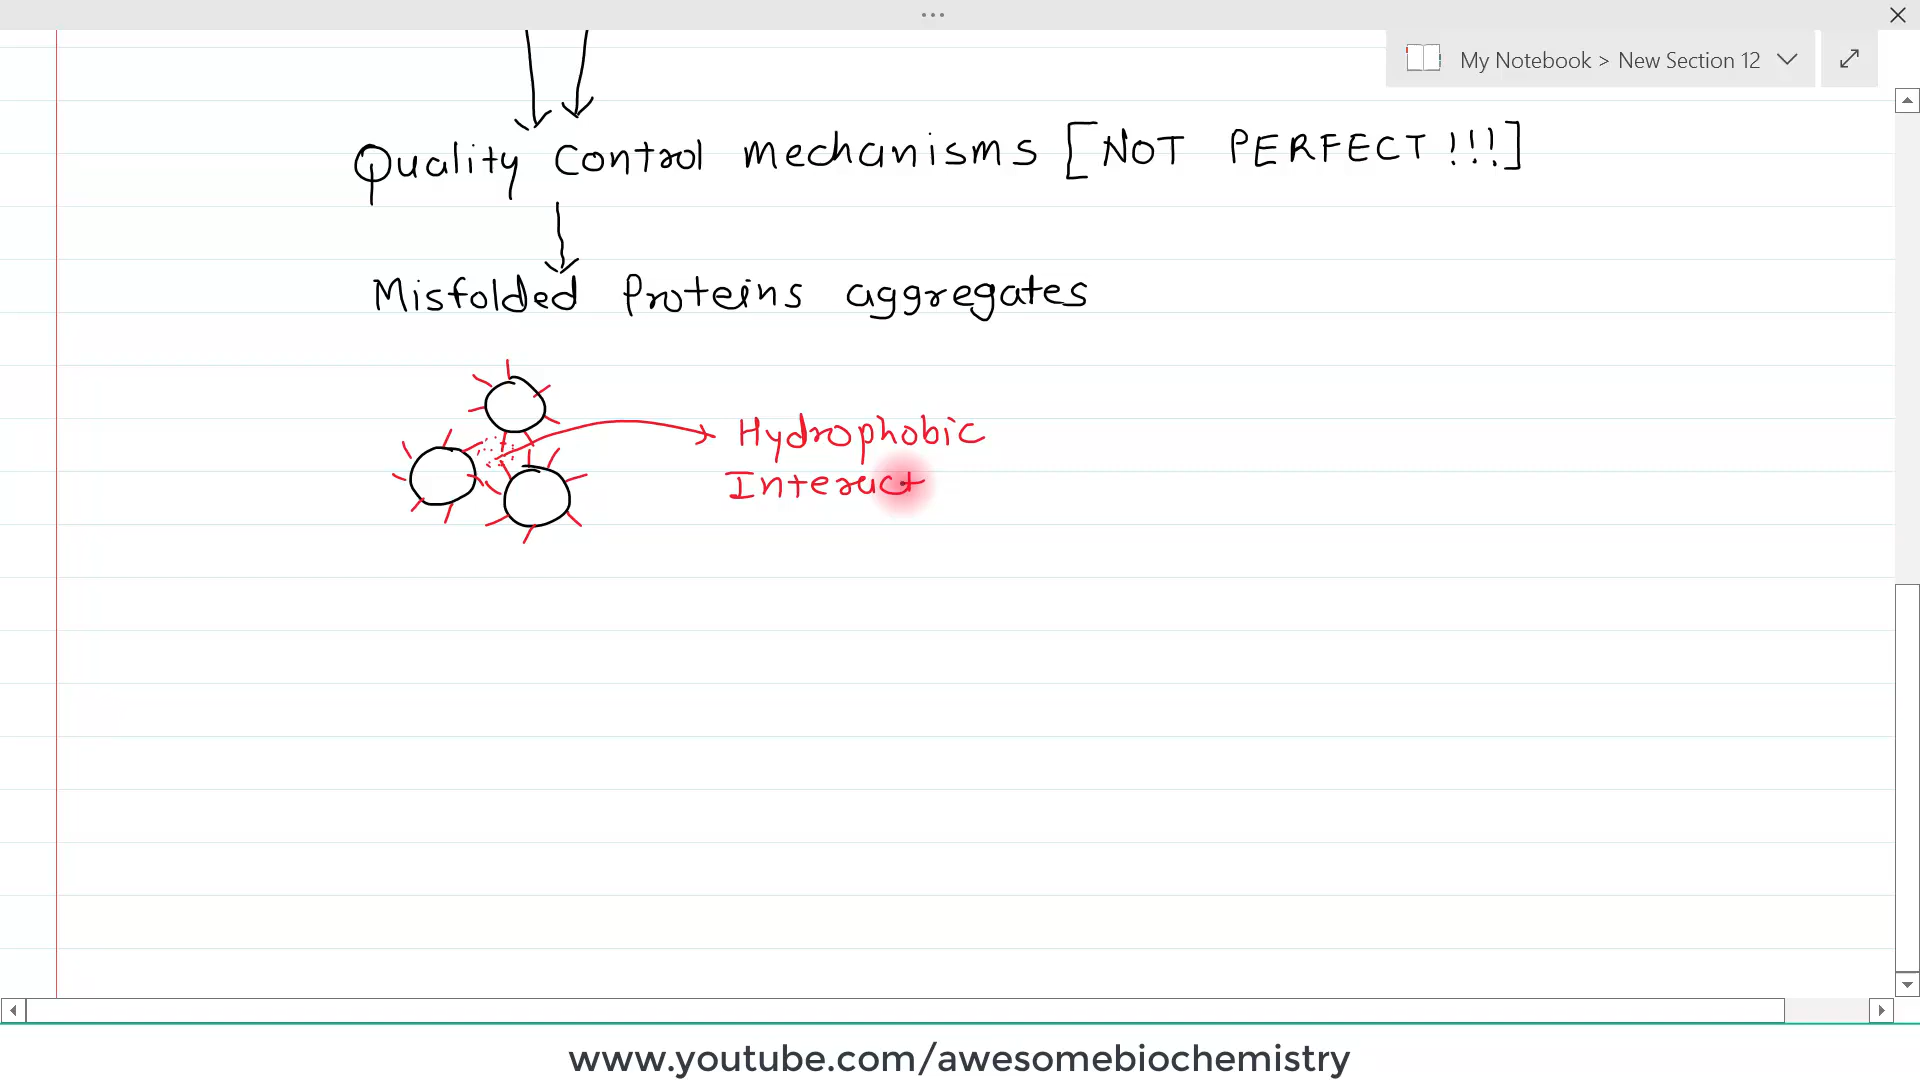 My Notebook > New Section 12
Quality Control mechanisms [NOT PERFECT!!!]
Misfolded Proteins aggregates
Hydrophobic
Interact
www.youtube.com/awesomebiochemistry